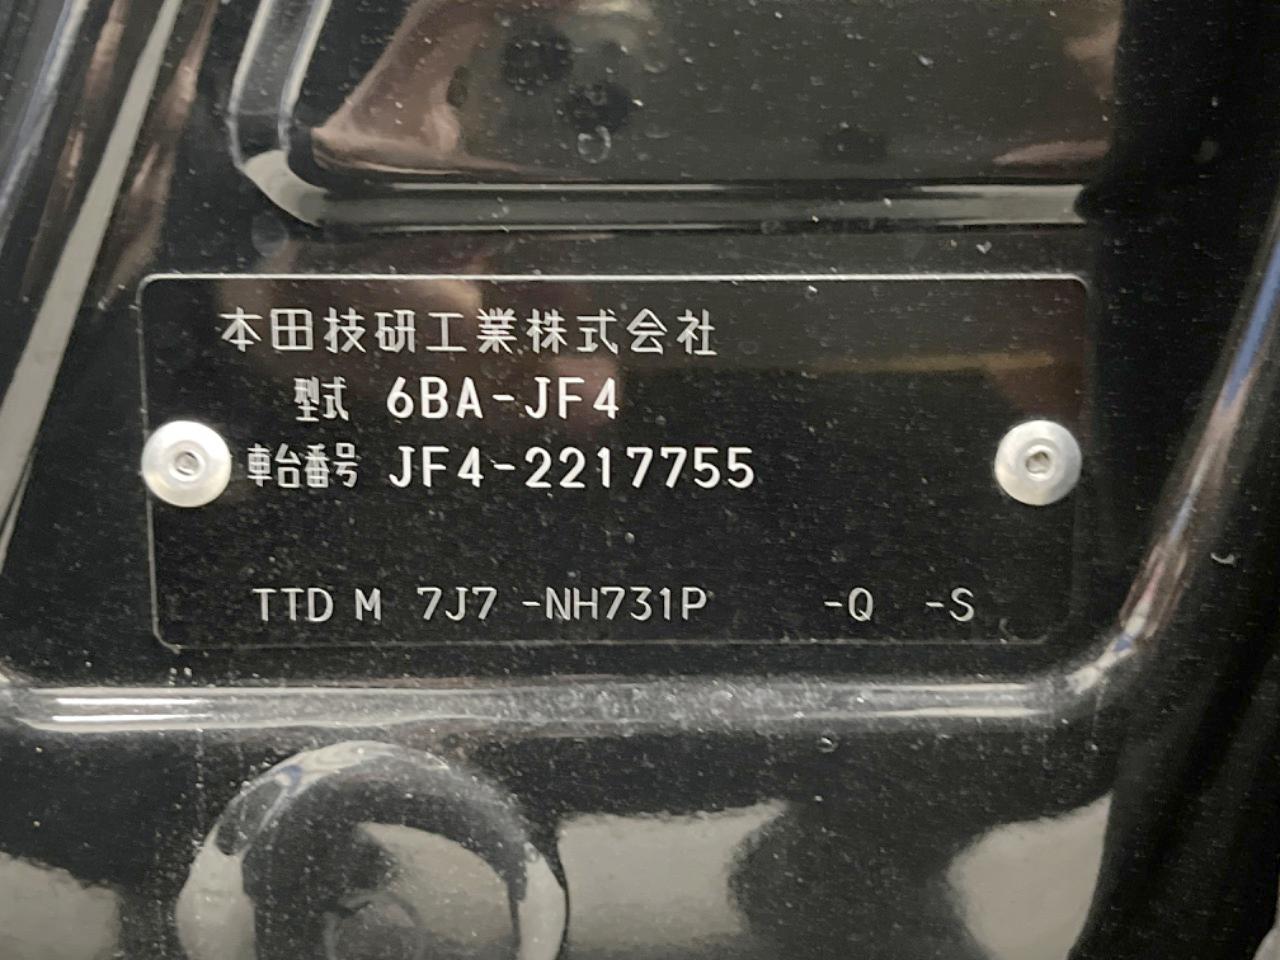 本田技研工業株式会社
型式 6BA-JF4
車台番号 JF4-2217755
TTD M 7J7 -NH731P -Q -S